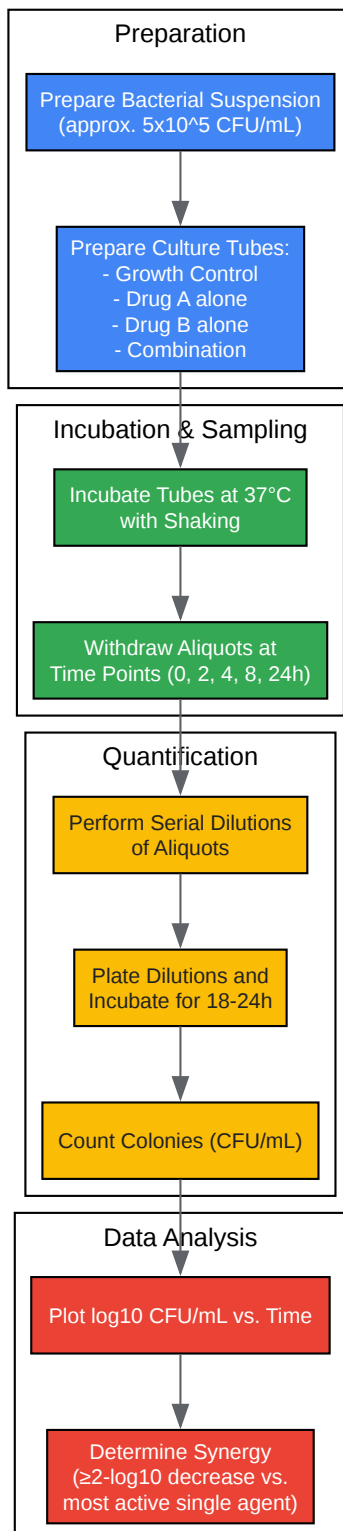 Preparation
Prepare Bacterial Suspension
(approx. 5x10^5 CFU/mL)
Prepare Culture Tubes:
- Growth Control
- Drug A alone
- Drug B alone
- Combination
Incubation & Sampling
Incubate Tubes at 37°C
with Shaking
Withdraw Aliquots at
Time Points (0, 2, 4, 8, 24h)
Quantification
Perform Serial Dilutions
of Aliquots
Plate Dilutions and
Incubate for 18-24h
Count Colonies (CFU/mL)
Data Analysis
Plot log10 CFU/mL vs. Time
Determine Synergy
(≥2-log10 decrease vs.
most active single agent)